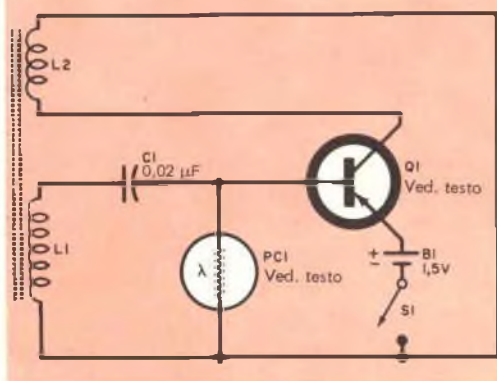 L2
C1
0,02 µF
Q1
Ved. testo
L1
λ
PC1
Ved. testo
+
−
B1
1,5V
S1